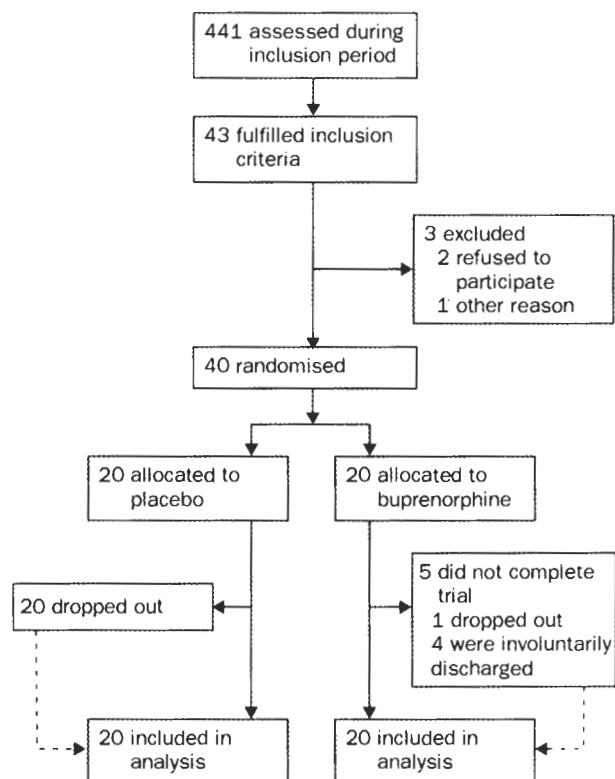 441 assessed during
inclusion period
43 fulfilled inclusion
criteria
3 excluded
2 refused to
participate
1 other reason
40 randomised
20 allocated to
placebo
20 allocated to
buprenorphine
20 dropped out
5 did not complete
trial
1 dropped out
4 were involuntarily
discharged
20 included in
analysis
20 included in
analysis